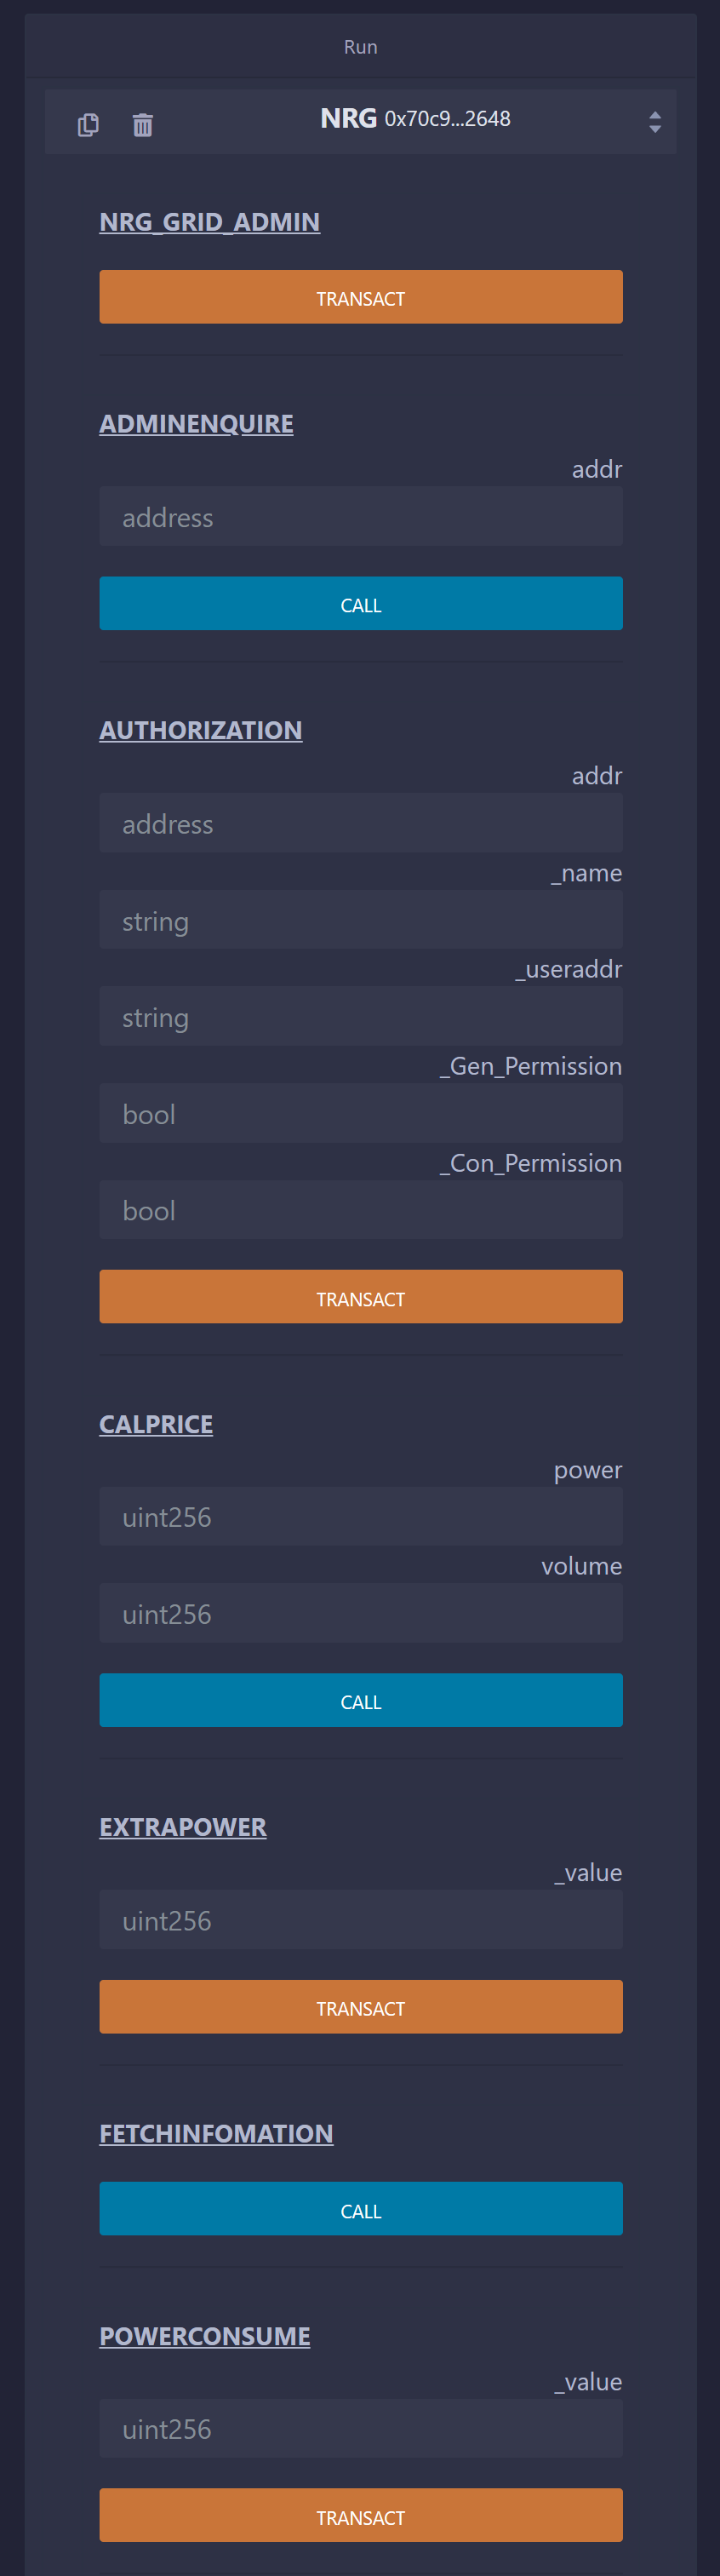 Run
NRG 0x70c9...2648
NRG_GRID_ADMIN
TRANSACT
ADMINENQUIRE
addr
address
CALL
AUTHORIZATION
addr
address
_name
string
_useraddr
string
_Gen_Permission
bool
_Con_Permission
bool
TRANSACT
CALPRICE
power
uint256
volume
uint256
CALL
EXTRAPOWER
_value
uint256
TRANSACT
FETCHINFOMATION
CALL
POWERCONSUME
_value
uint256
TRANSACT